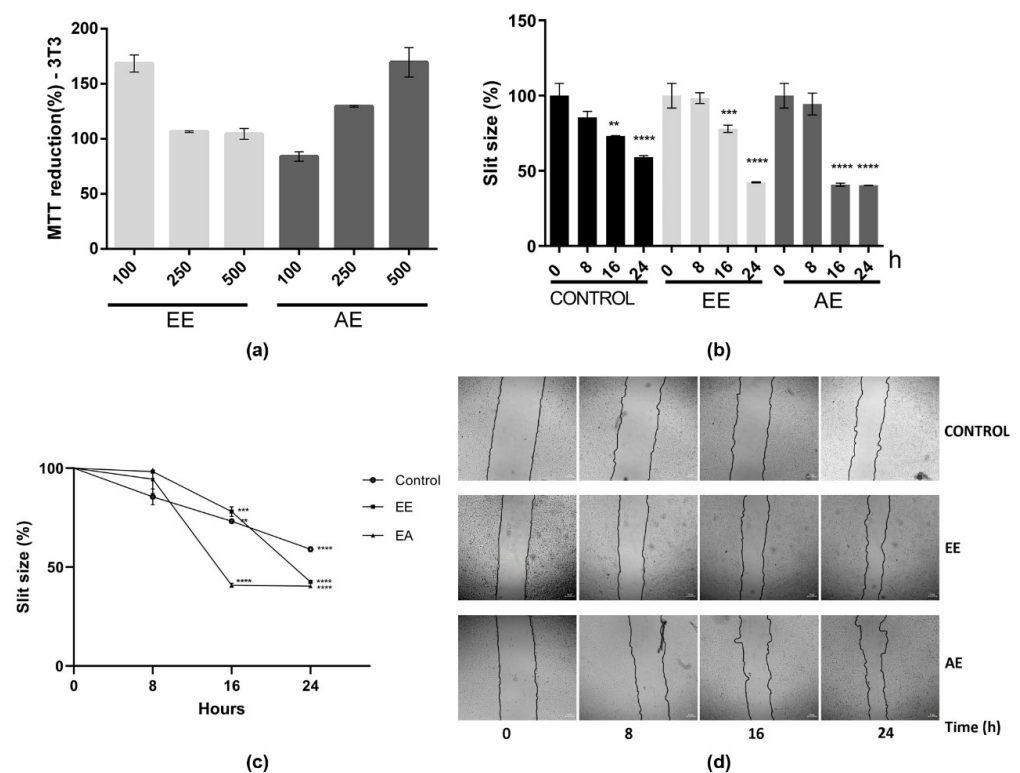 200
150
100
50
0
MTT reduction(%) - 3T3
100 250 500 100 250 500
EE AE
(a)
150
100
50
0
Slit size (%)
** **** *** **** **** ****
0 8 16 24 0 8 16 24 0 8 16 24 h
CONTROL EE AE
(b)
100
50
0
Slit size (%)
*** ** **** **** **** ****
0 8 16 24
Hours
Control
EE
EA
(c)
CONTROL
EE
AE
0 8 16 24 Time (h)
(d)